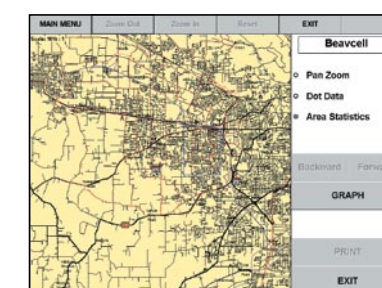 MAIN MENU Zoom Out Zoom In Reset EXIT
Beavcell
Pan Zoom
Dot Data
Area Statistics
Backward
GRAPH
PRINT
EXIT